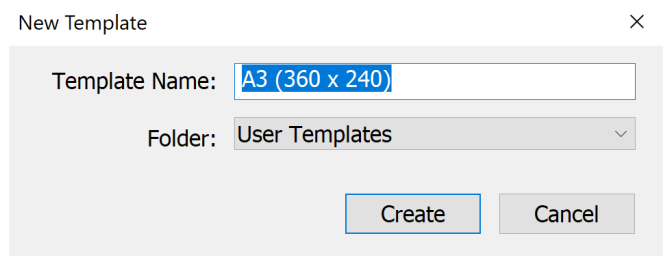 New Template
Template Name: A3 (360 x 240)
Folder: User Templates
Create Cancel